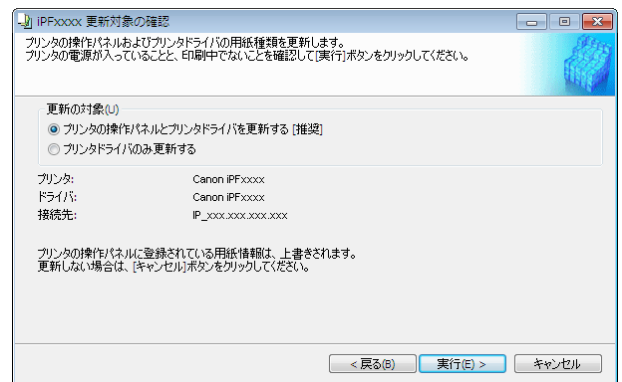 iPFxxxx 更新対象の確認
プリンタの操作パネルおよびプリンタドライバの用紙種類を更新します。
プリンタの電源が入っていることと、印刷中でないことを確認して[実行]ボタンをクリックしてください。
更新の対象(U)
プリンタの操作パネルとプリンタドライバを更新する [推奨]
プリンタドライバのみ更新する
プリンタ: Canon iPFxxxx
ドライバ: Canon iPFxxxx
接続先: IP_xxx.xxx.xxx.xxx
プリンタの操作パネルに登録されている用紙情報は、上書きされます。
更新しない場合は、[キャンセル]ボタンをクリックしてください。
< 戻る(B) 実行(E) > キャンセル